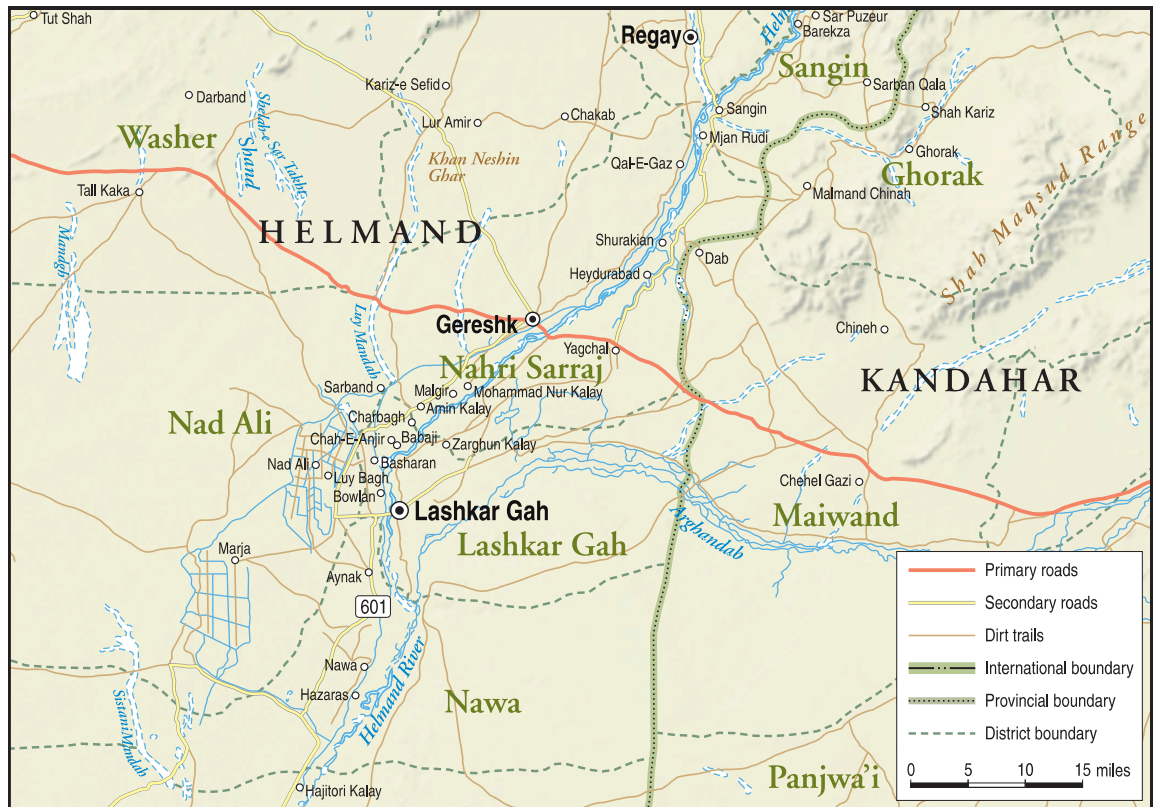 Tut Shah
Regay
Helm
Sar Puzeur
Barekza
Sangin
Kariz-e Sefid
Sarban Qala
Darband
Shah Kariz
Sangin
Chakab
Lur Amir
Washer
Mjan Rudi
Shelah-e Sar Takht
Shand
Khan Neshin
Ghar
Ghorak
Qal-E-Gaz
Ghorak
Tall Kaka
Malmand Chinah
Shah Maqsud Range
HELMAND
Mandgh
Shurakian
Dab
Heydurabad
Luy Mandab
Gereshk
Chineh
Yagchal
Nahri Sarraj
KANDAHAR
Sarband
Malgir
Mohammad Nur Kalay
Amin Kalay
Nad Ali
Charbagh
Chah-E-Anjir
Babaji
Zarghun Kalay
Nad Ali
Basharan
Luy Bagh
Bowlan
Chehel Gazi
Lashkar Gah
Maiwand
Arghandab
Lashkar Gah
Marja
Aynak
601
Nawa
Helmand River
Hazaras
Nawa
Sistani Mandab
Panjwa'i
Hajitori Kalay
Primary roads
Secondary roads
Dirt trails
International boundary
Provincial boundary
District boundary
0 5 10 15 miles